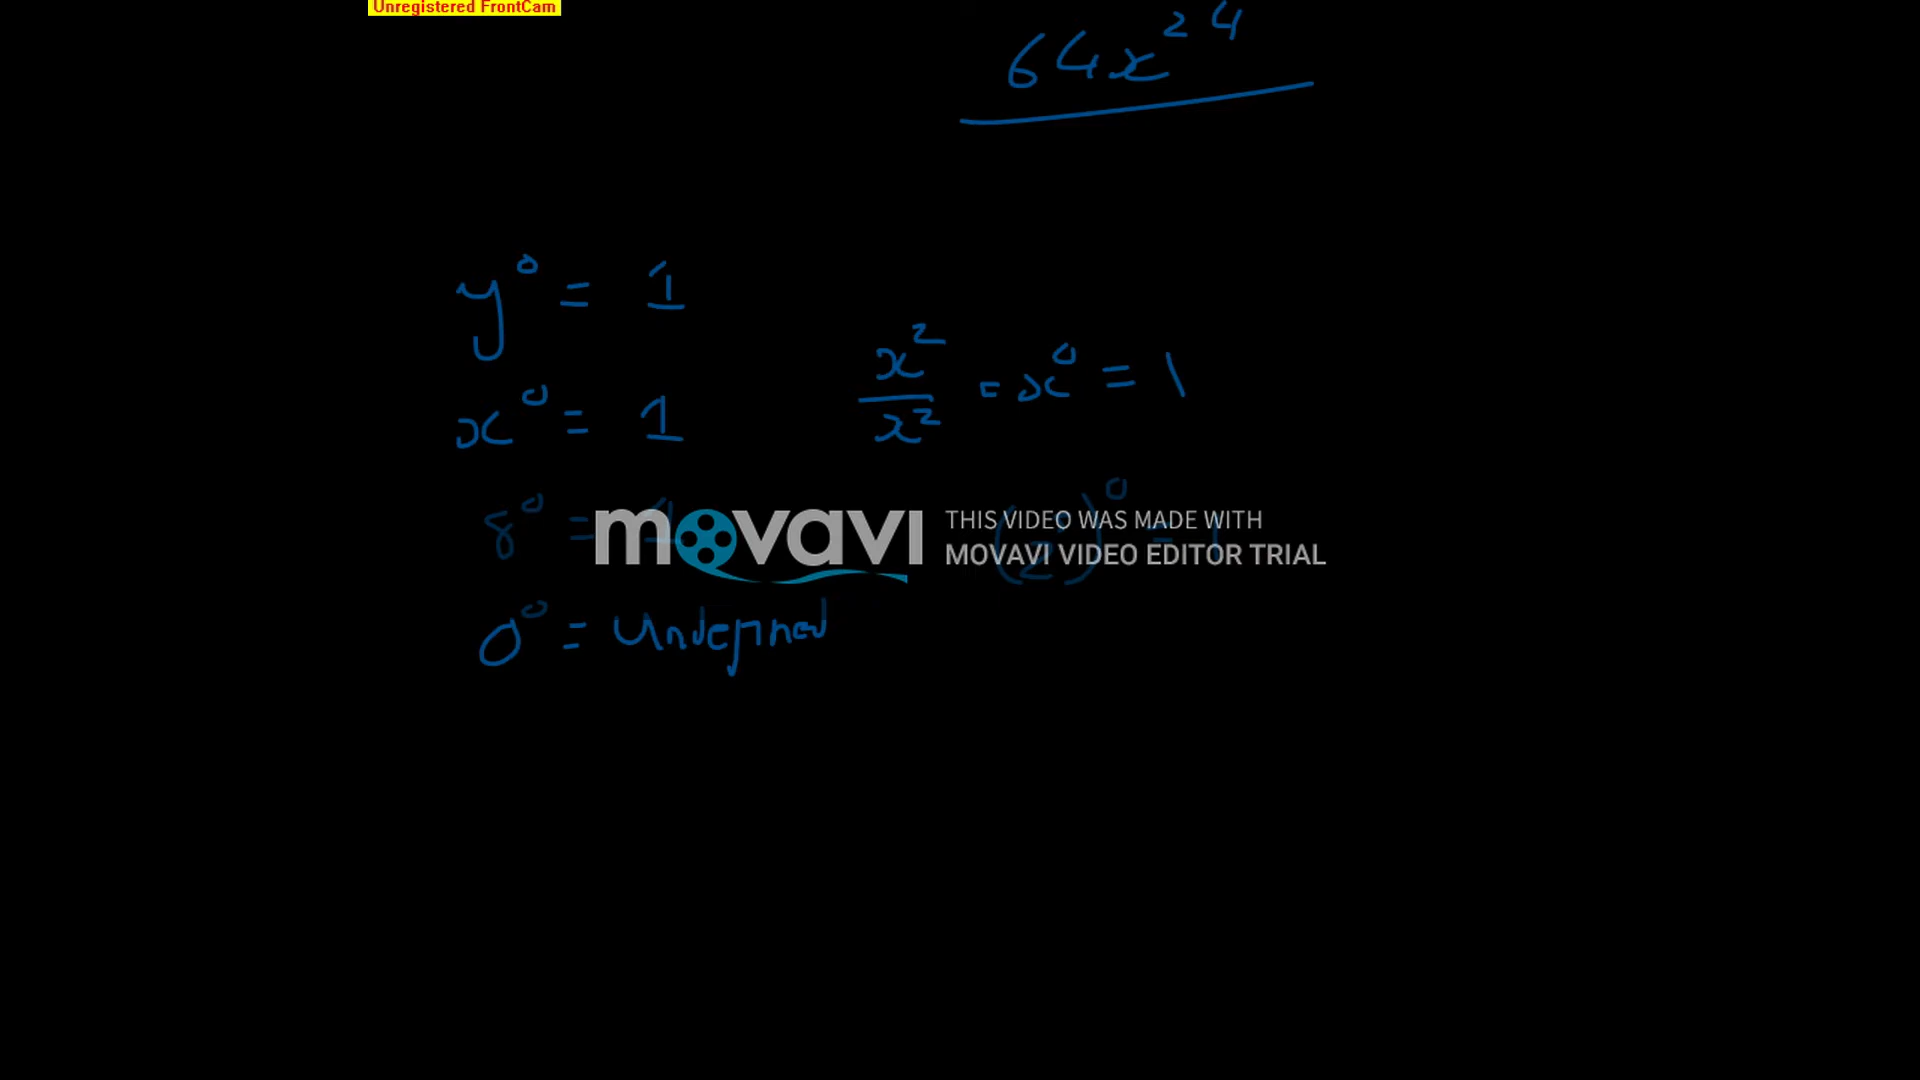 Unregistered FrontCam
64x²⁴
y⁰ = 1
x²/x² = x⁰ = 1
x⁰ = 1
8⁰ = 1
movavi
THIS VIDEO WAS MADE WITH
MOVAVI VIDEO EDITOR TRIAL
0⁰ = Undefined